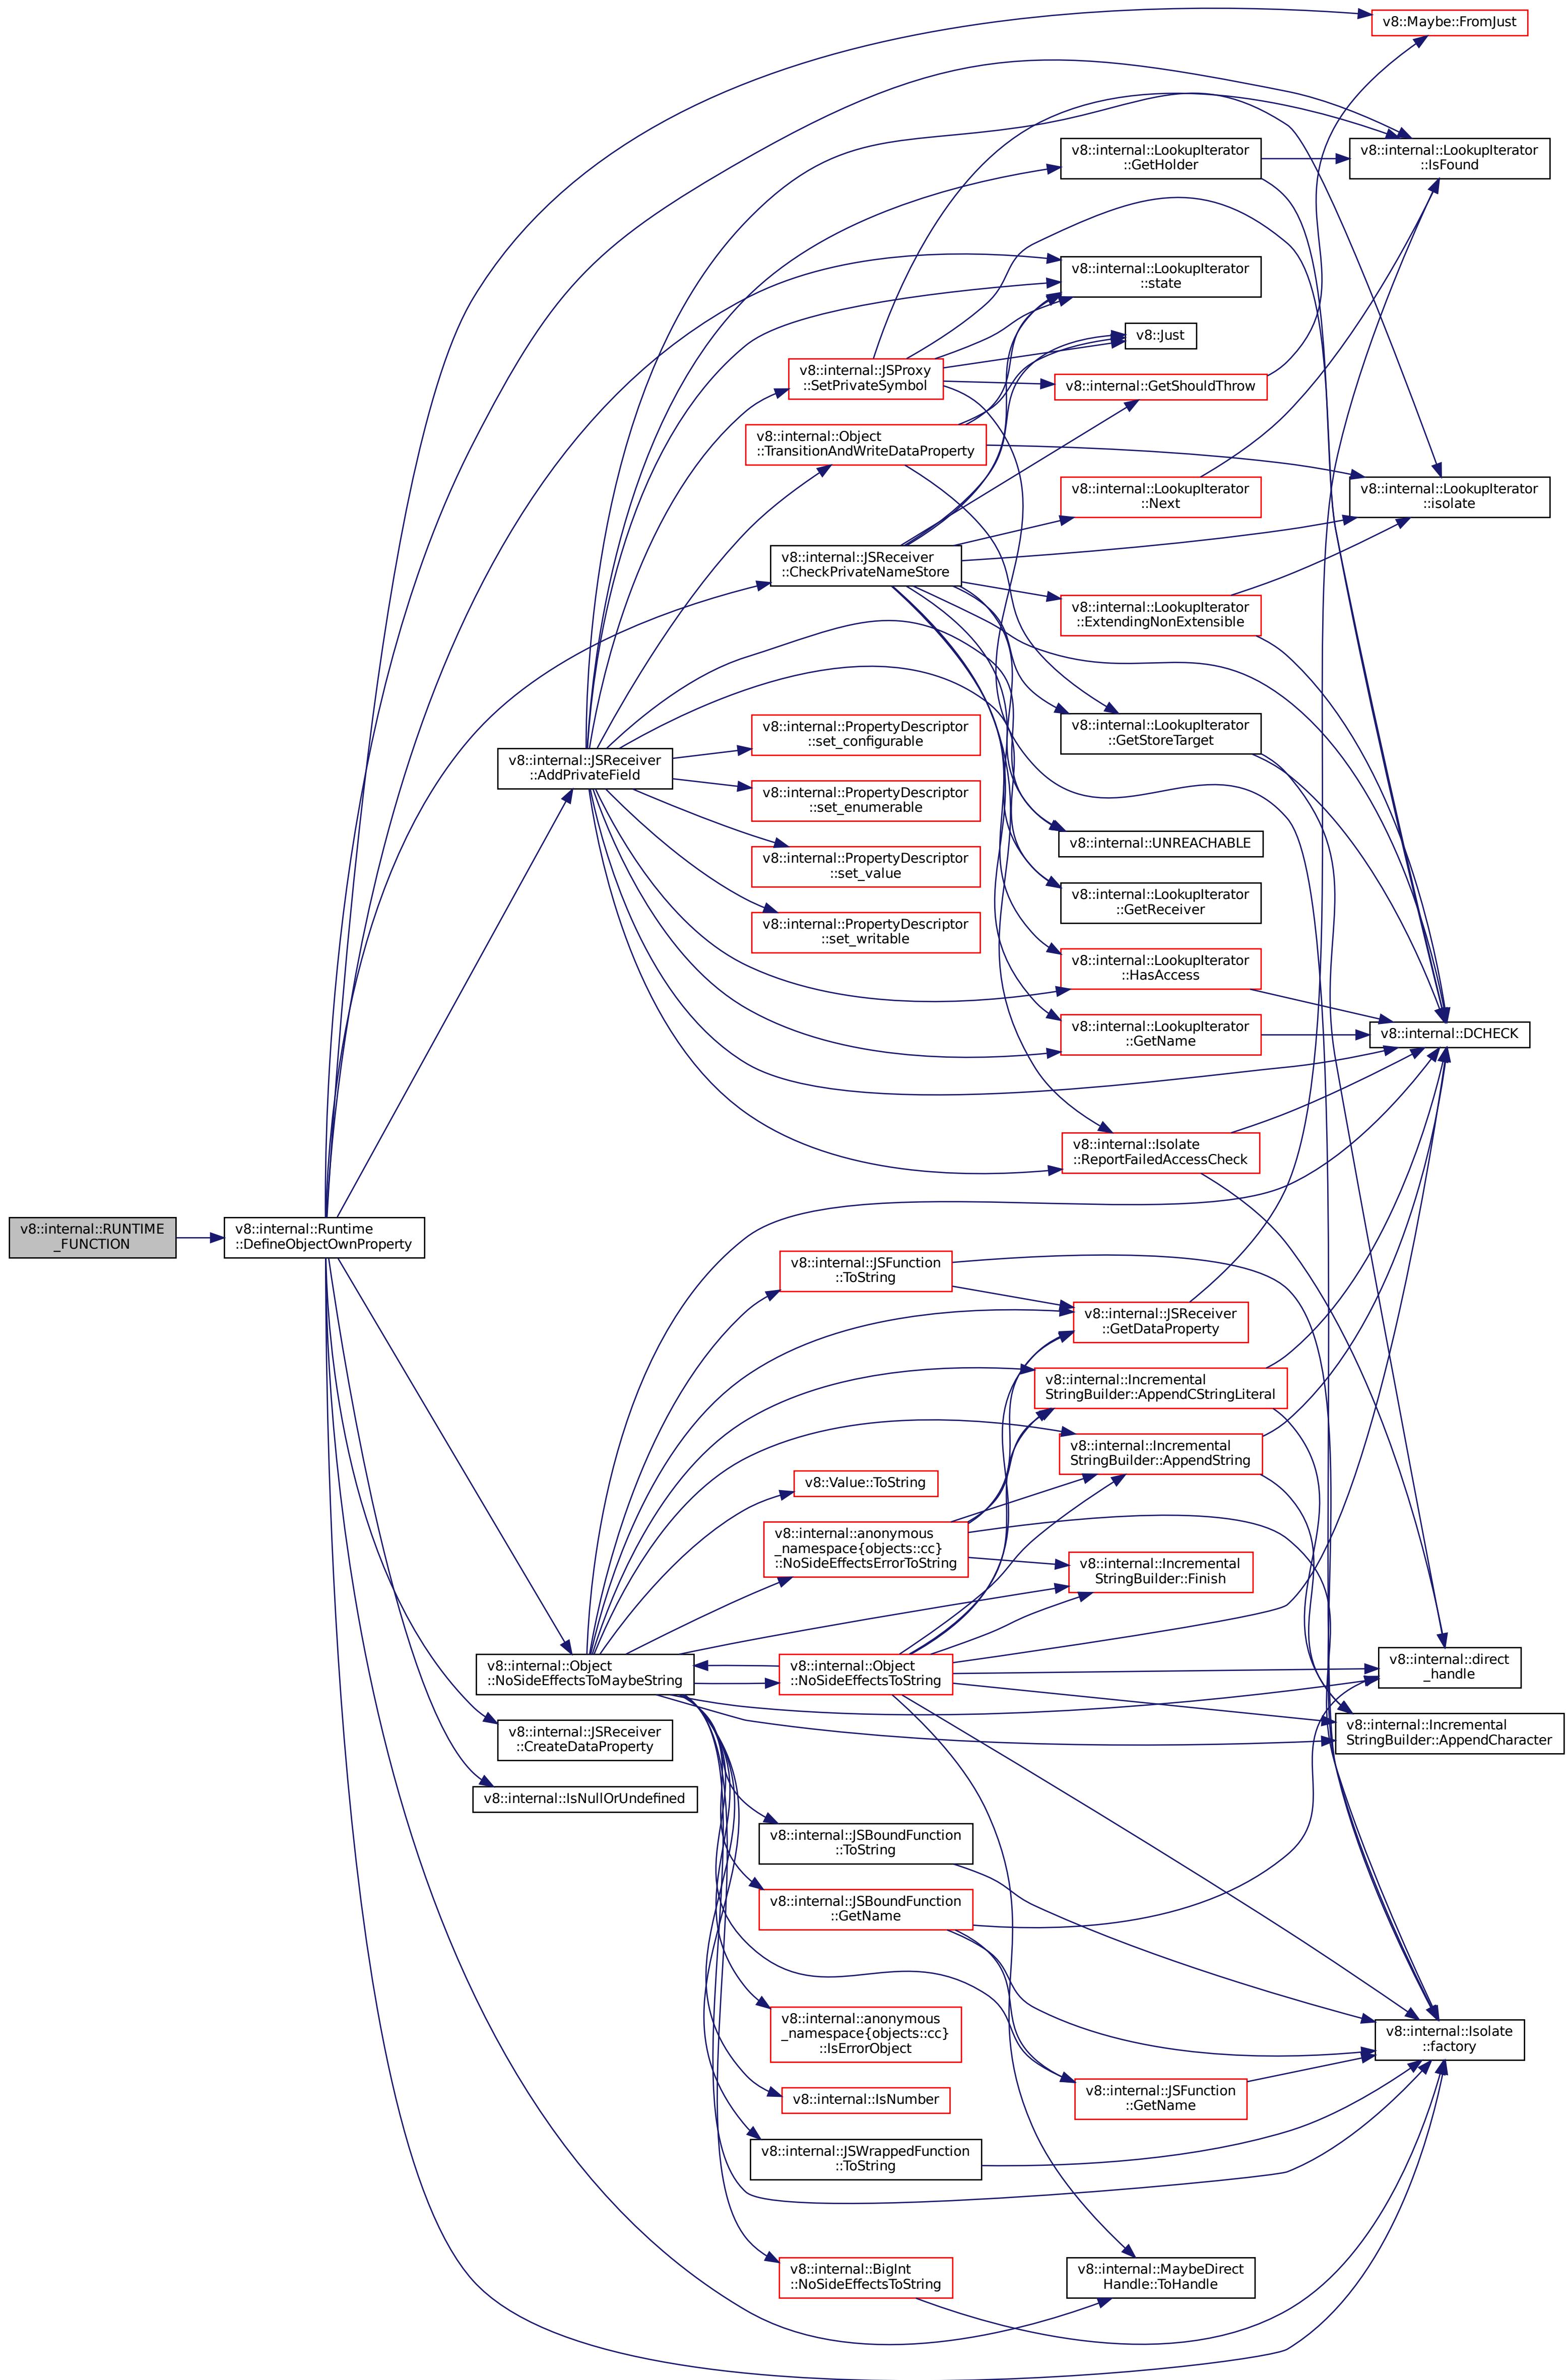 v8::Maybe::FromJust
v8::internal::LookupIterator
::GetHolder
v8::internal::LookupIterator
::IsFound
v8::internal::LookupIterator
::state
v8::Just
v8::internal::JSProxy
::SetPrivateSymbol
v8::internal::GetShouldThrow
v8::internal::Object
::TransitionAndWriteDataProperty
v8::internal::LookupIterator
::Next
v8::internal::LookupIterator
::isolate
v8::internal::JSReceiver
::CheckPrivateNameStore
v8::internal::LookupIterator
::ExtendingNonExtensible
v8::internal::PropertyDescriptor
::set_configurable
v8::internal::LookupIterator
::GetStoreTarget
v8::internal::JSReceiver
::AddPrivateField
v8::internal::PropertyDescriptor
::set_enumerable
v8::internal::UNREACHABLE
v8::internal::PropertyDescriptor
::set_value
v8::internal::LookupIterator
::GetReceiver
v8::internal::PropertyDescriptor
::set_writable
v8::internal::LookupIterator
::HasAccess
v8::internal::LookupIterator
::GetName
v8::internal::DCHECK
v8::internal::Isolate
::ReportFailedAccessCheck
v8::internal::RUNTIME
_FUNCTION
v8::internal::Runtime
::DefineObjectOwnProperty
v8::internal::JSFunction
::ToString
v8::internal::JSReceiver
::GetDataProperty
v8::internal::Incremental
StringBuilder::AppendCStringLiteral
v8::internal::Incremental
StringBuilder::AppendString
v8::Value::ToString
v8::internal::anonymous
_namespace{objects::cc}
::NoSideEffectsErrorToString
v8::internal::Incremental
StringBuilder::Finish
v8::internal::Object
::NoSideEffectsToMaybeString
v8::internal::Object
::NoSideEffectsToString
v8::internal::direct
_handle
v8::internal::JSReceiver
::CreateDataProperty
v8::internal::Incremental
StringBuilder::AppendCharacter
v8::internal::IsNullOrUndefined
v8::internal::JSBoundFunction
::ToString
v8::internal::JSBoundFunction
::GetName
v8::internal::anonymous
_namespace{objects::cc}
::IsErrorObject
v8::internal::Isolate
::factory
v8::internal::IsNumber
v8::internal::JSFunction
::GetName
v8::internal::JSWrappedFunction
::ToString
v8::internal::BigInt
::NoSideEffectsToString
v8::internal::MaybeDirect
Handle::ToHandle